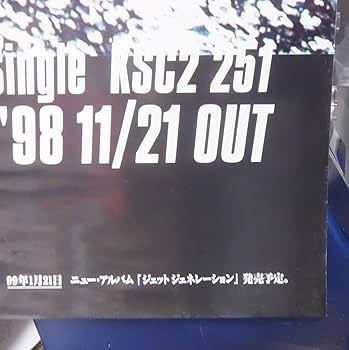 Single KSC2 251
'98 11/21 OUT
99年1月21日 ニュー・アルバム「ジェット ジェネレーション」発売予定。